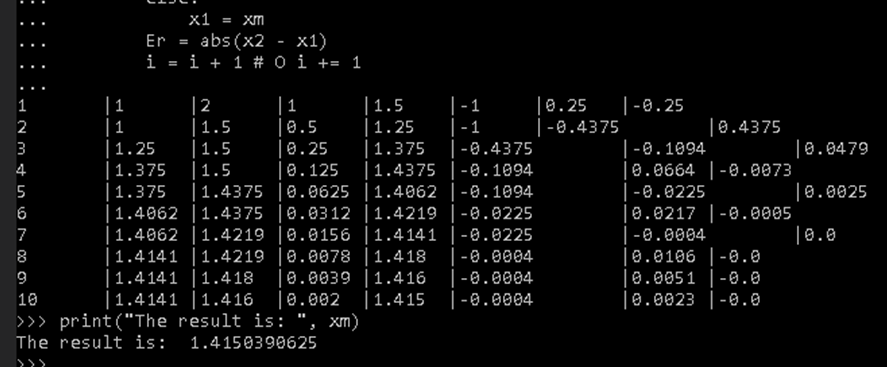 ...         else:
...             x1 = xm
...         Er = abs(x2 - x1)
...         i = i + 1 # O i += 1
...
1       |1      |2      |1      |1.5    |-1     |0.25   |-0.25
2       |1      |1.5    |0.5    |1.25   |-1     |-0.4375        |0.4375
3       |1.25   |1.5    |0.25   |1.375  |-0.4375        |-0.1094        |0.0479
4       |1.375  |1.5    |0.125  |1.4375 |-0.1094        |0.0664 |-0.0073
5       |1.375  |1.4375 |0.0625 |1.4062 |-0.1094        |-0.0225        |0.0025
6       |1.4062 |1.4375 |0.0312 |1.4219 |-0.0225        |0.0217 |-0.0005
7       |1.4062 |1.4219 |0.0156 |1.4141 |-0.0225        |-0.0004        |0.0
8       |1.4141 |1.4219 |0.0078 |1.418  |-0.0004        |0.0106 |-0.0
9       |1.4141 |1.418  |0.0039 |1.416  |-0.0004        |0.0051 |-0.0
10      |1.4141 |1.416  |0.002  |1.415  |-0.0004        |0.0023 |-0.0
>>> print("The result is: ", xm)
The result is:  1.4150390625
>>>